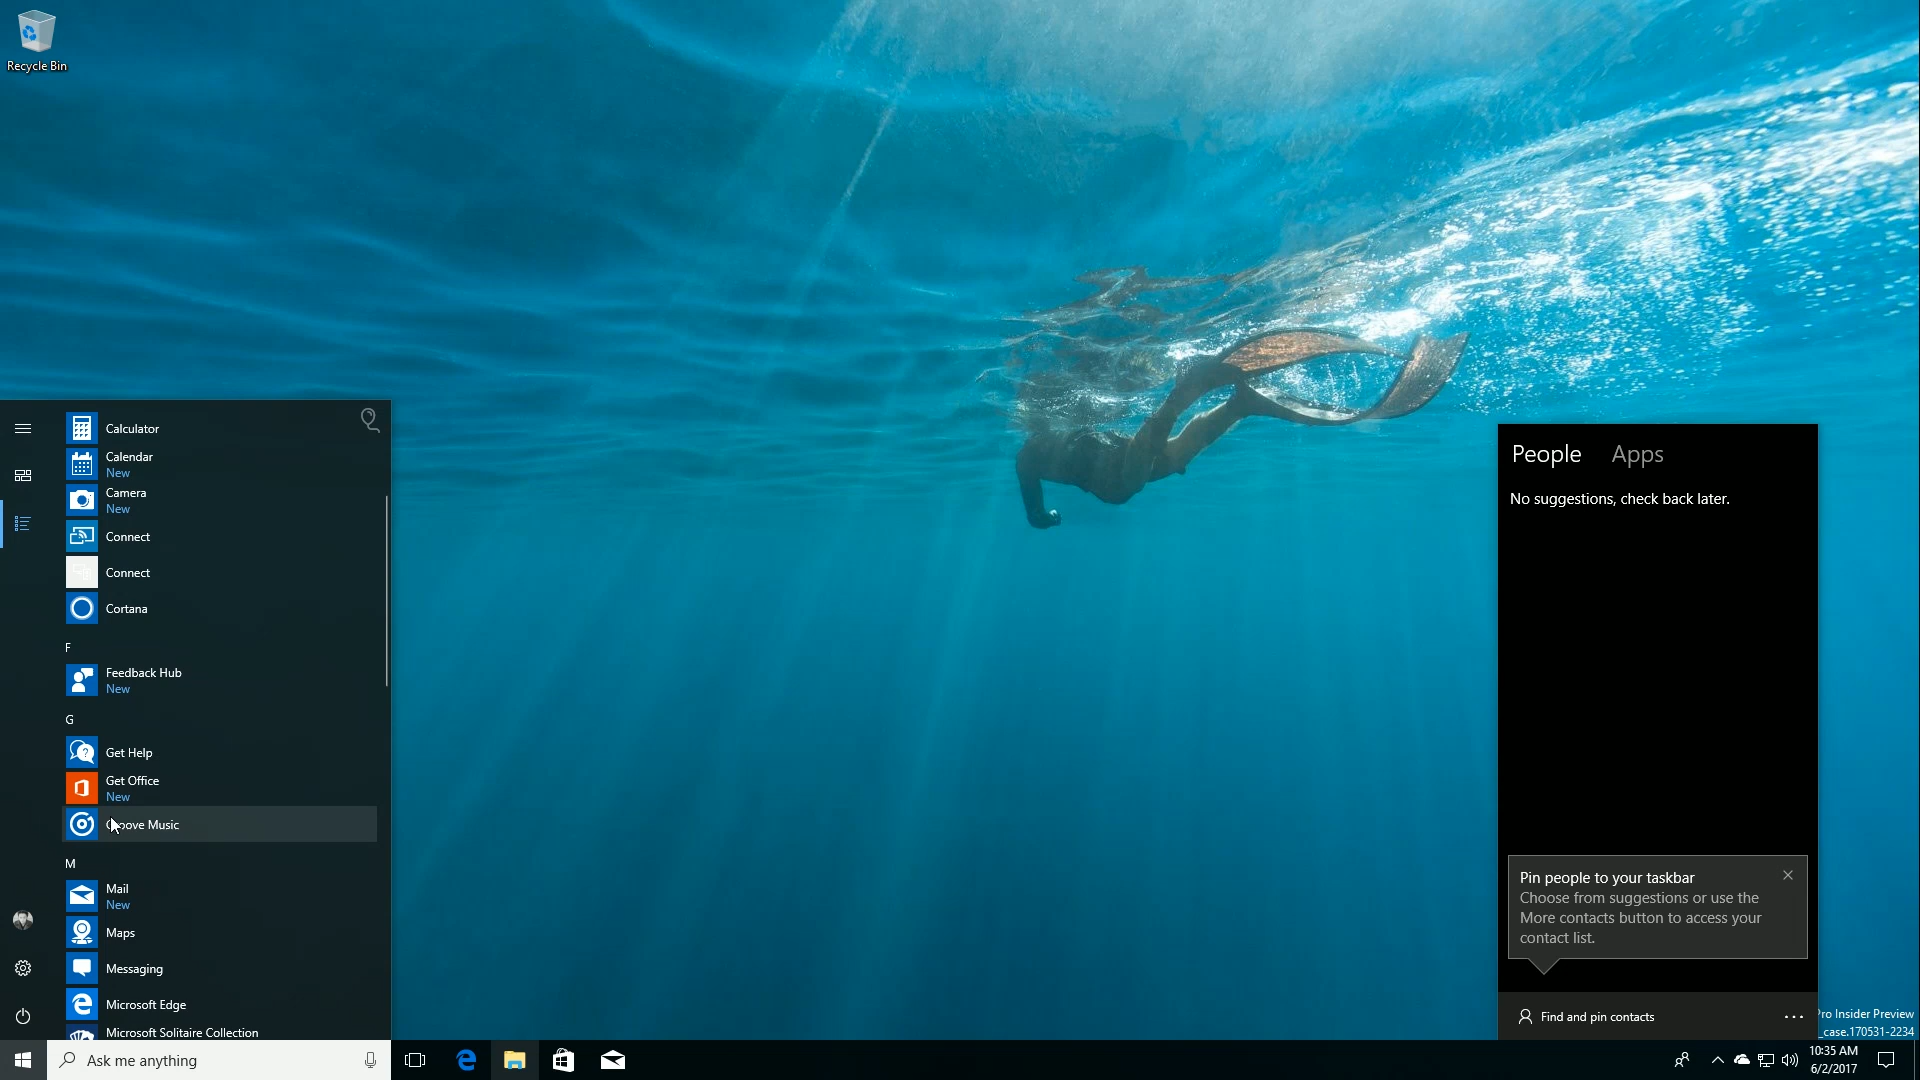 Recycle Bin
Calculator
Calendar
New
Camera
New
Connect
Connect
Cortana
F
Feedback Hub
New
G
Get Help
Get Office
New
Groove Music
M
Mail
New
Maps
Messaging
Microsoft Edge
Microsoft Solitaire Collection
Ask me anything
People Apps
No suggestions, check back later.
Pin people to your taskbar
Choose from suggestions or use the
More contacts button to access your
contact list.
Find and pin contacts
Pro Insider Preview
_case.170531-2234
10:35 AM
6/2/2017